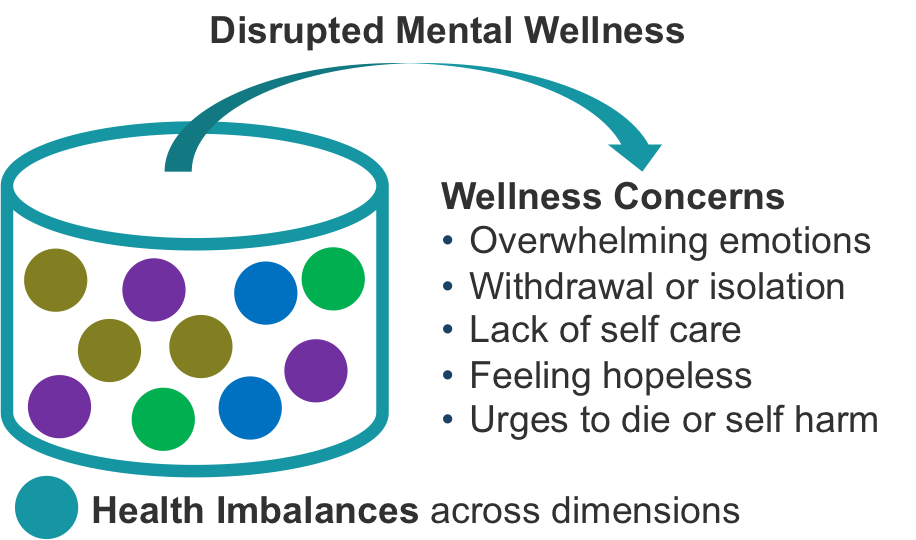 Disrupted Mental Wellness
Wellness Concerns
• Overwhelming emotions
• Withdrawal or isolation
• Lack of self care
• Feeling hopeless
• Urges to die or self harm
Health Imbalances across dimensions